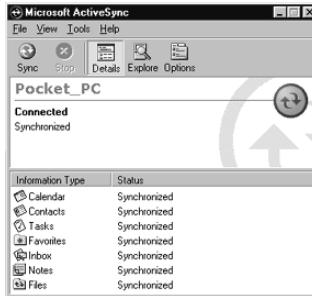 Microsoft ActiveSync
File View Tools Help
Sync Stop Details Explore Options
Pocket_PC
Connected
Synchronized
Information Type Status
Calendar Synchronized
Contacts Synchronized
Tasks Synchronized
Favorites Synchronized
Inbox Synchronized
Notes Synchronized
Files Synchronized